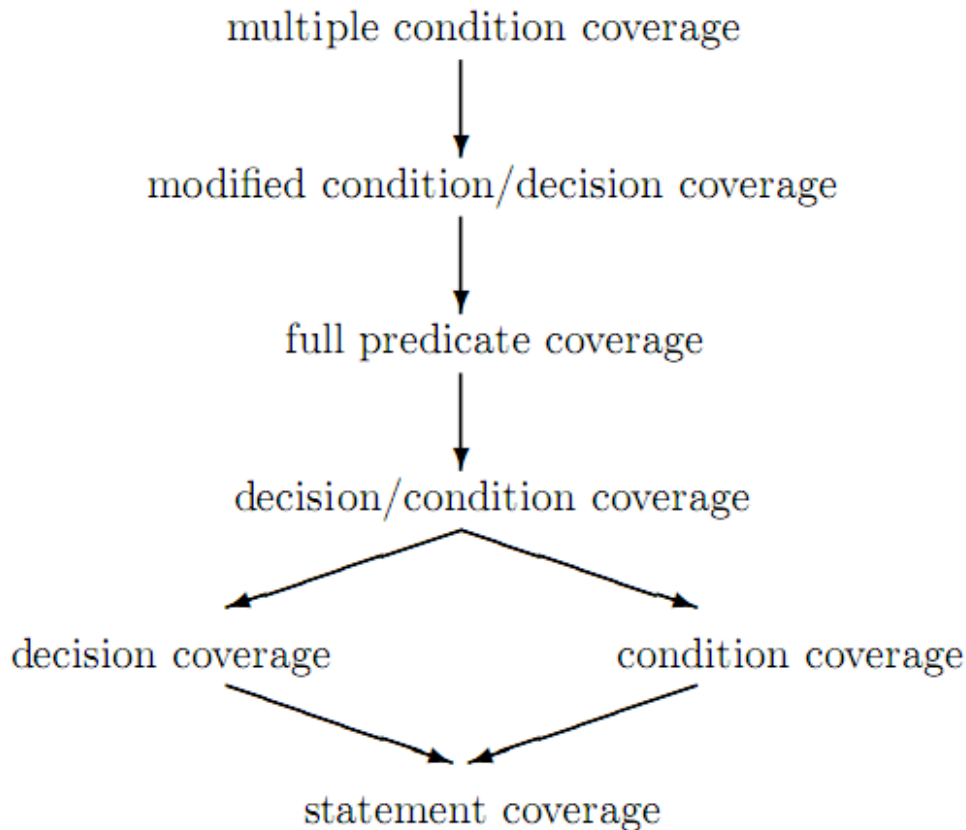 multiple condition coverage
modified condition/decision coverage
full predicate coverage
decision/condition coverage
decision coverage
condition coverage
statement coverage